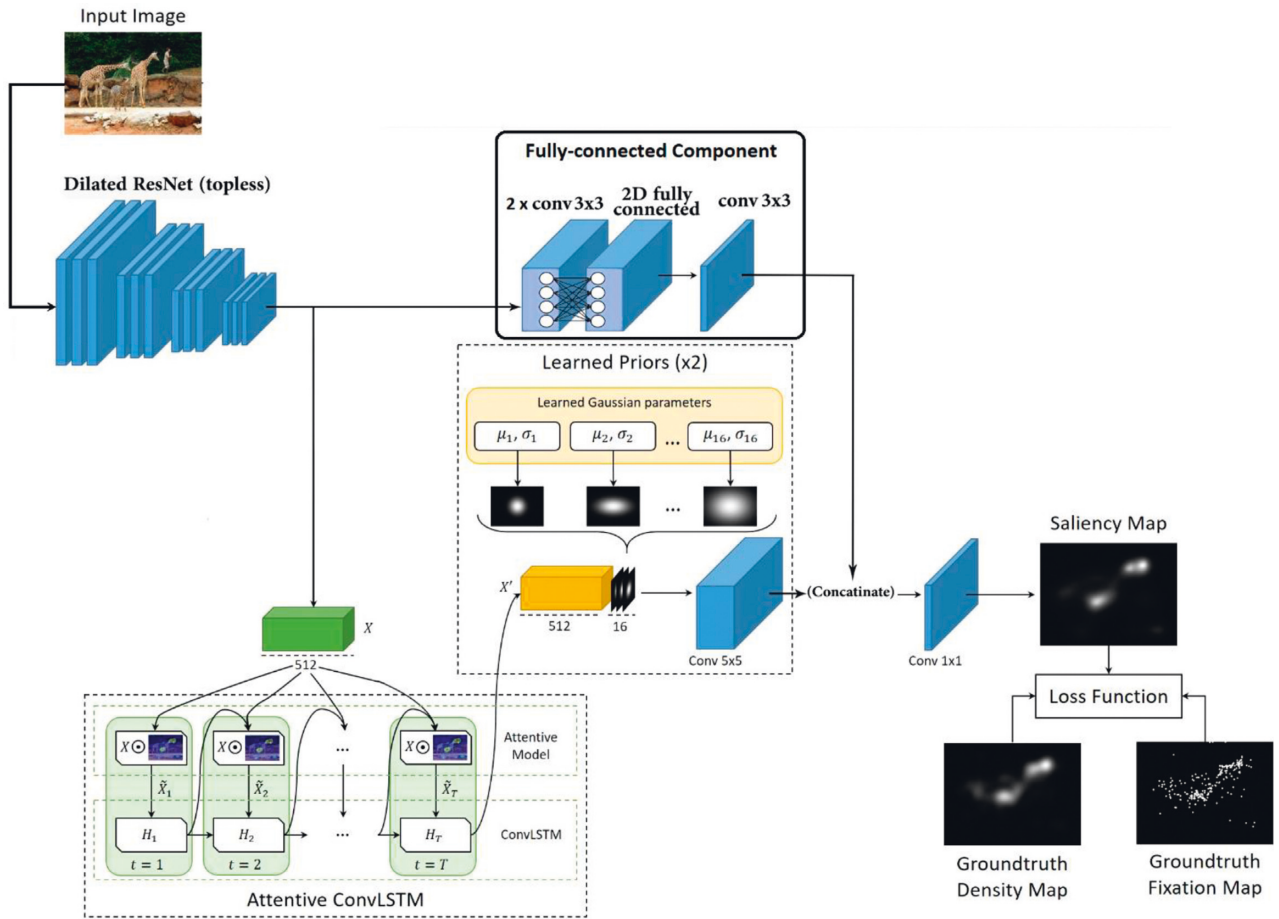 Input Image
Dilated ResNet (topless)
Fully-connected Component
2 x conv 3x3
2D fully
connected
conv 3x3
Learned Priors (x2)
Learned Gaussian parameters
μ₁, σ₁
μ₂, σ₂
...
μ₁₆, σ₁₆
...
X′
512
16
Conv 5x5
(Concatinate)
Conv 1x1
Saliency Map
Loss Function
Groundtruth
Density Map
Groundtruth
Fixation Map
X
512
X⊙
X⊙
...
X⊙
Attentive
Model
X̃₁
X̃₂
X̃_T
H₁
H₂
...
H_T
ConvLSTM
t = 1
t = 2
t = T
Attentive ConvLSTM